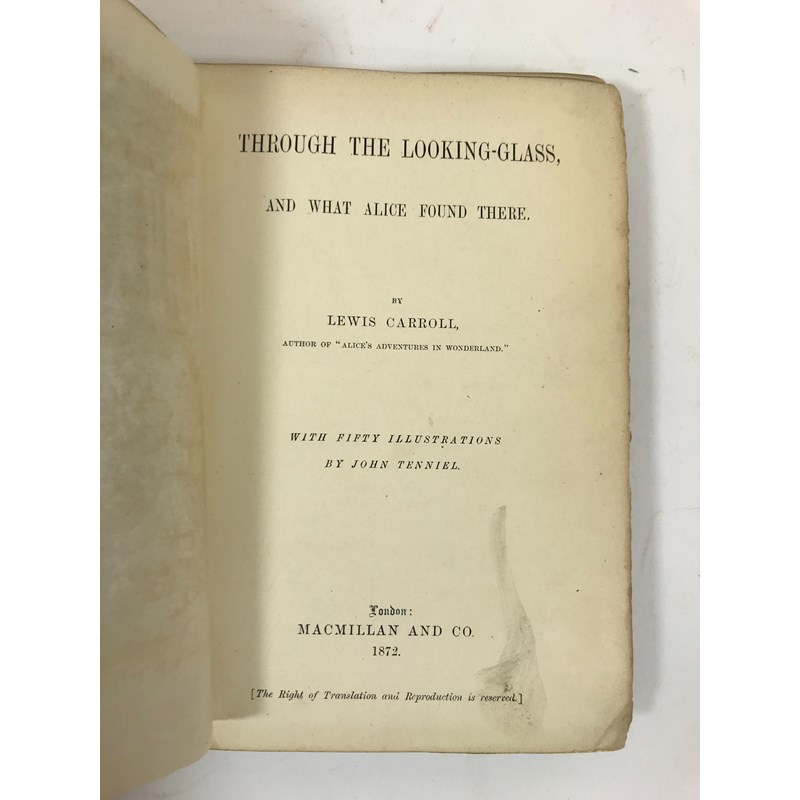 THROUGH THE LOOKING-GLASS,
AND WHAT ALICE FOUND THERE.
BY
LEWIS CARROLL,
AUTHOR OF "ALICE'S ADVENTURES IN WONDERLAND."
WITH FIFTY ILLUSTRATIONS
BY JOHN TENNIEL.
London:
MACMILLAN AND CO.
1872.
[The Right of Translation and Reproduction is reserved.]